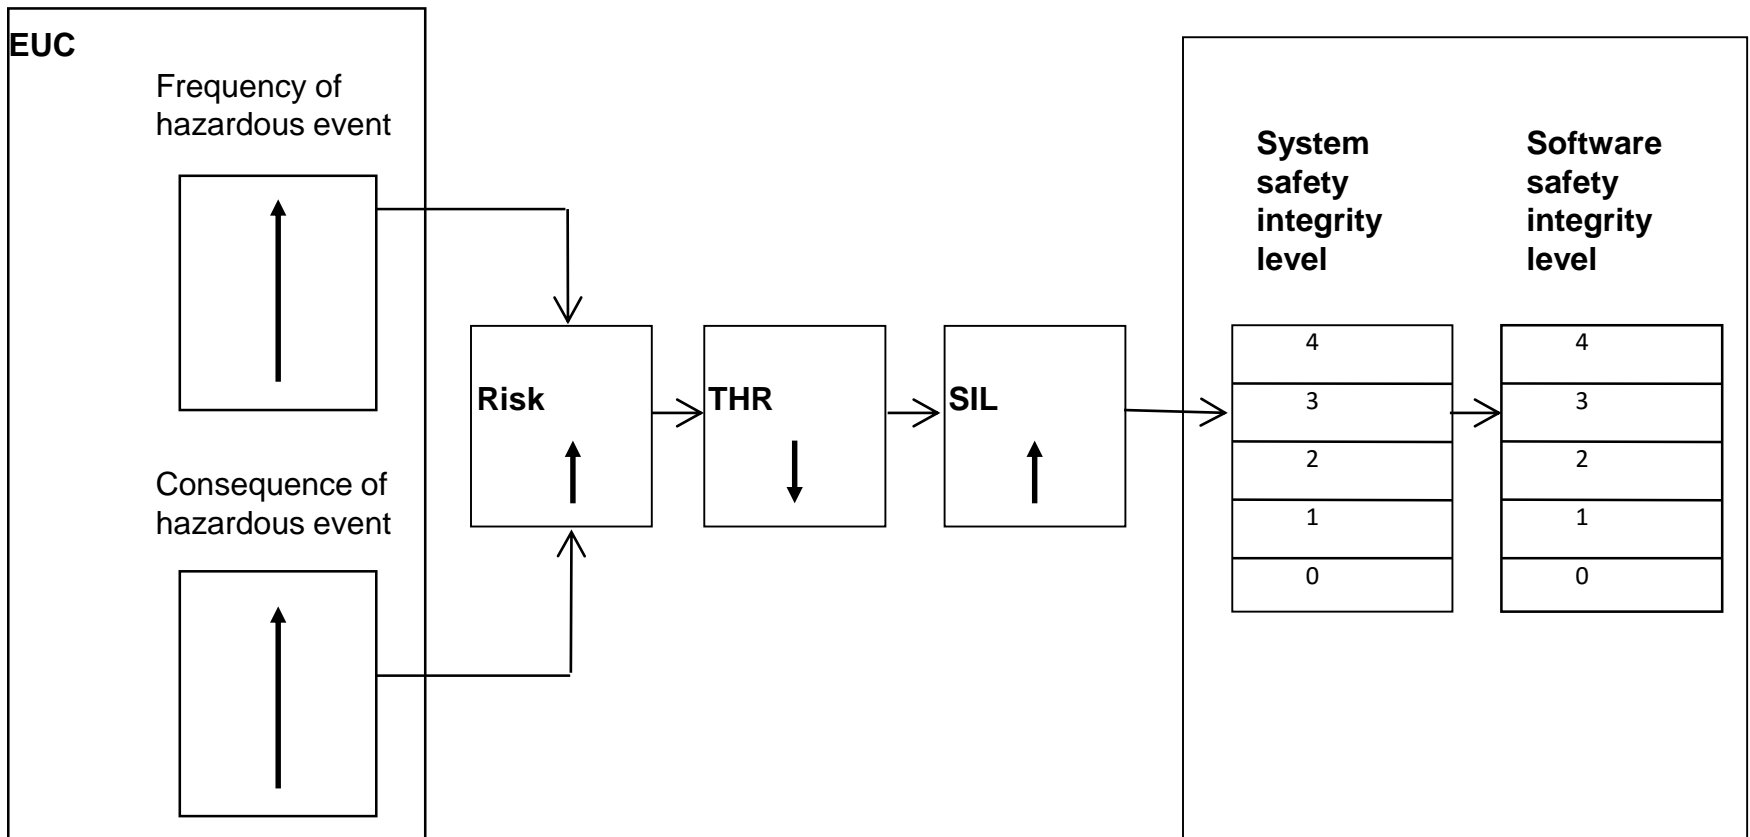 EUC
Frequency of
hazardous event
Consequence of
hazardous event
Risk
THR
SIL
System
safety
integrity
level
4
3
2
1
0
Software
safety
integrity
level
4
3
2
1
0